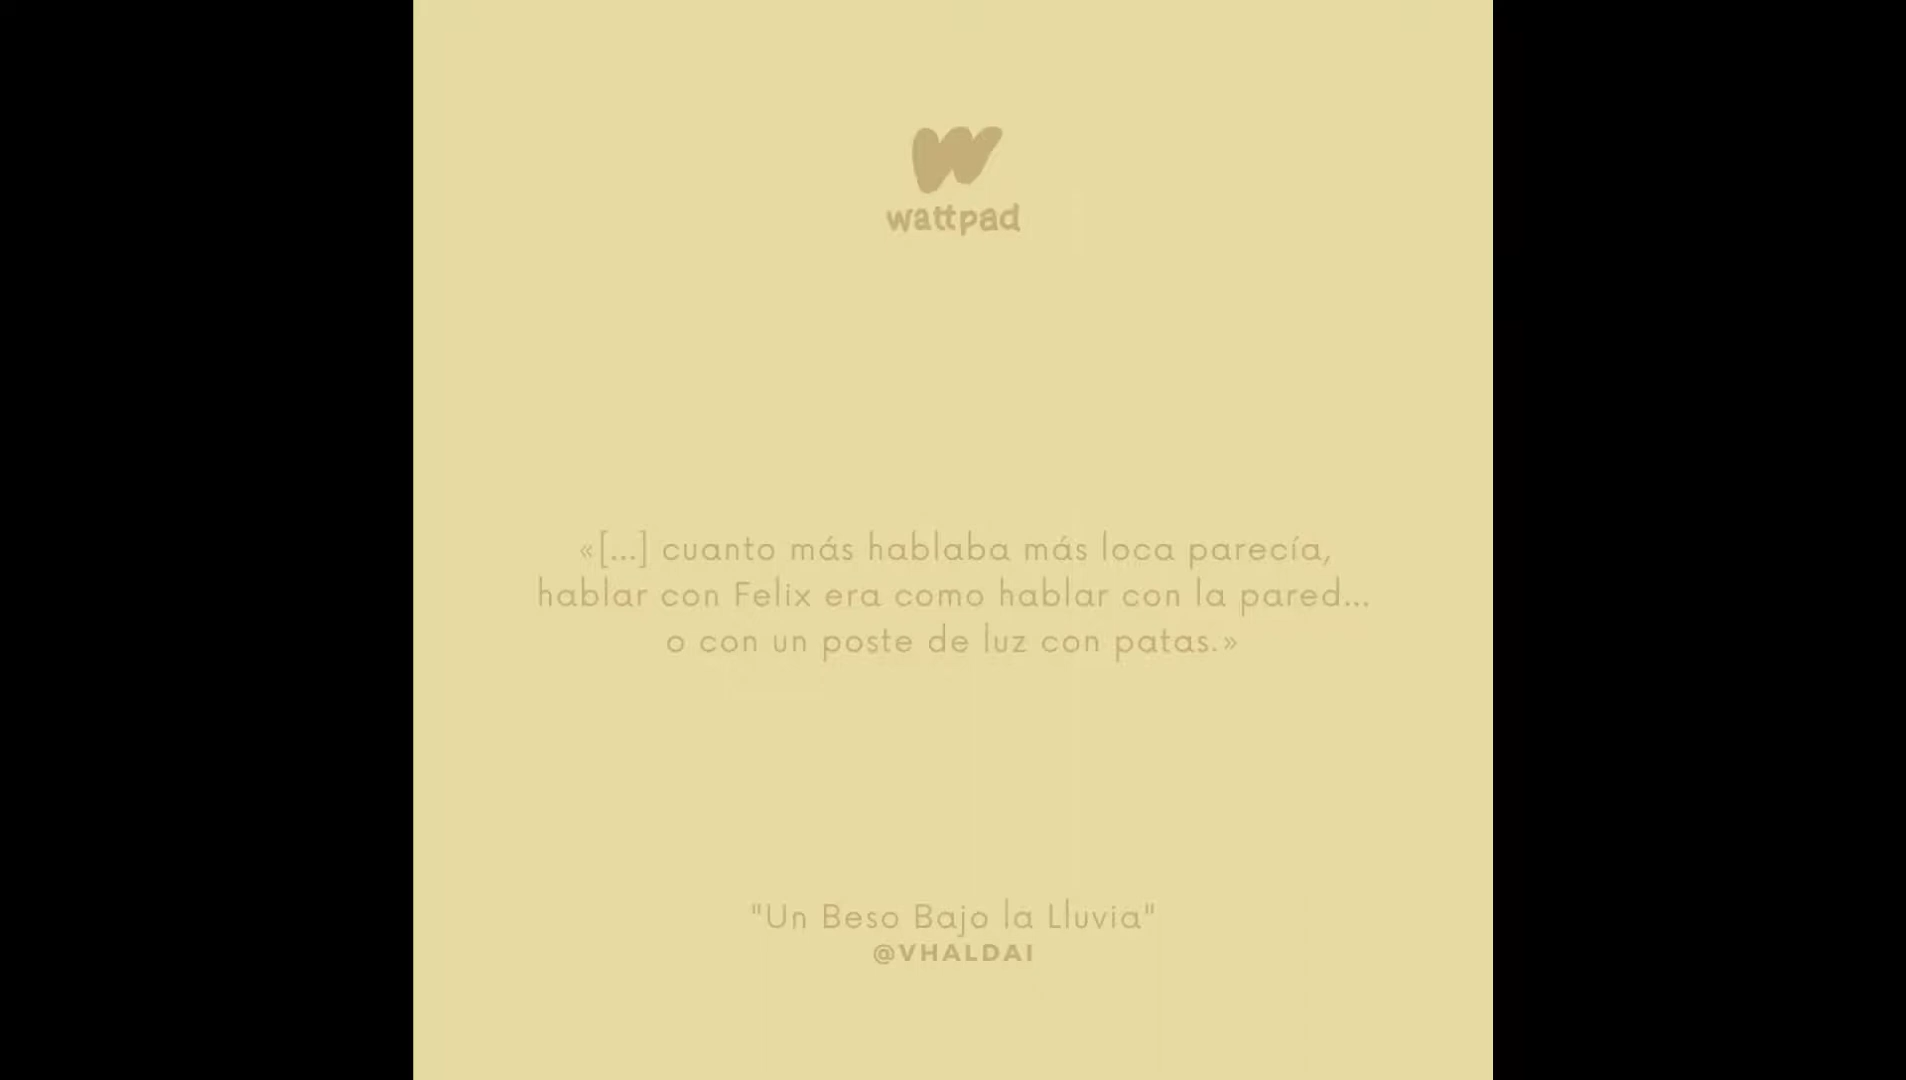 wattpad
«[...] cuanto más hablaba más loca parecía,
hablar con Felix era como hablar con la pared...
o con un poste de luz con patas.»
"Un Beso Bajo la Lluvia"
@VHALDAI